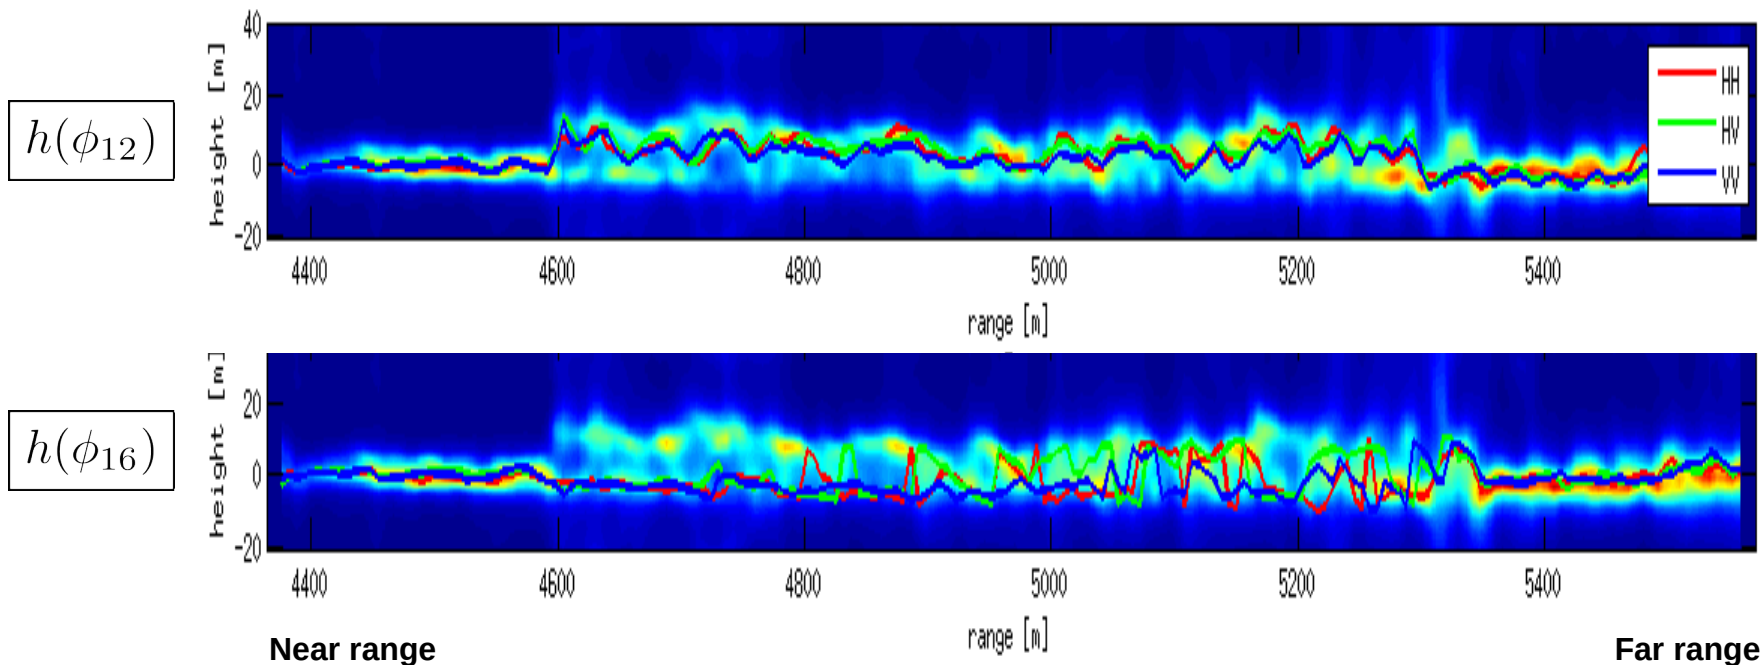 h(ϕ12)
height [m]
40
20
0
-20
HH
HV
VV
4400 4600 4800 5000 5200 5400
range [m]
h(ϕ16)
height [m]
20
0
-20
4400 4600 4800 5000 5200 5400
range [m]
Near range
Far range